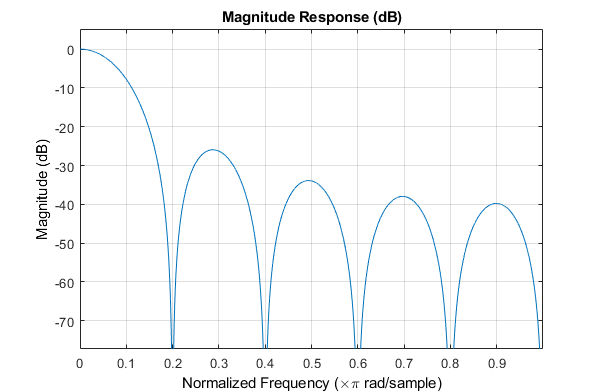 Magnitude Response (dB)
Magnitude (dB)
0
-10
-20
-30
-40
-50
-60
-70
0 0.1 0.2 0.3 0.4 0.5 0.6 0.7 0.8 0.9
Normalized Frequency (×π rad/sample)